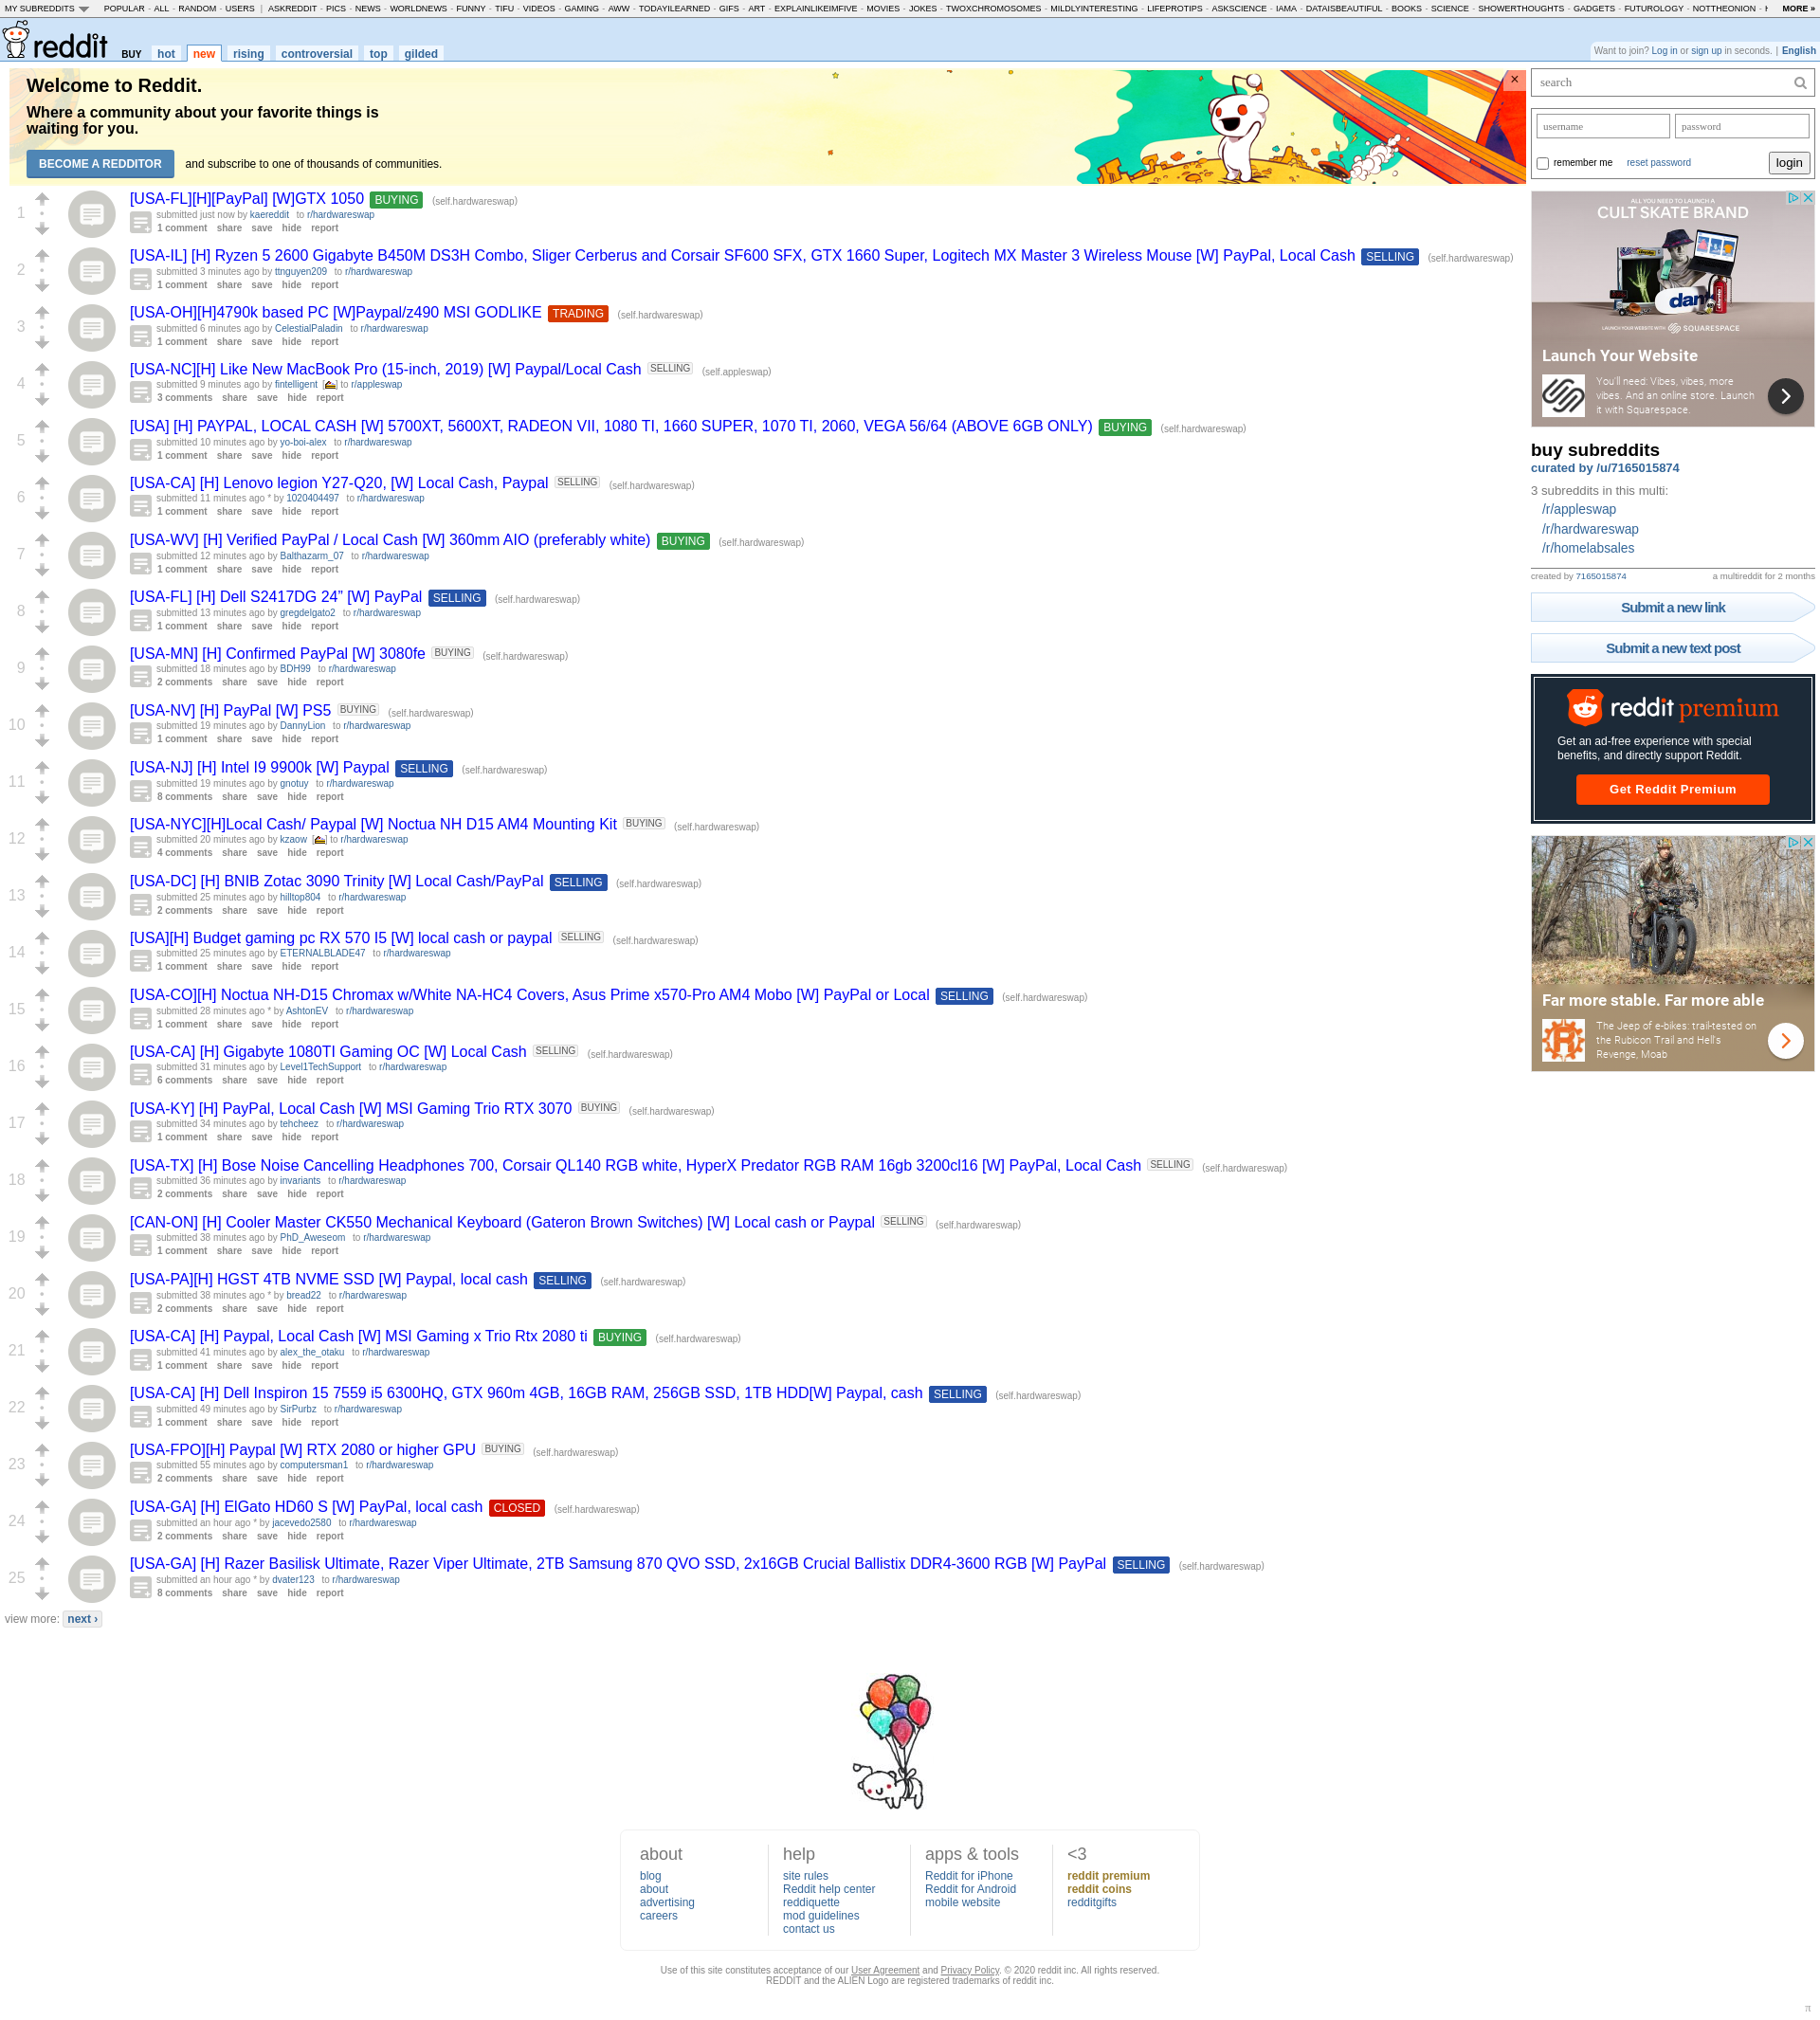 MY SUBREDDITS POPULAR - ALL - RANDOM - USERS | ASKREDDIT - PICS - NEWS - WORLDNEWS - FUNNY - TIFU - VIDEOS - GAMING - AWW - TODAYILEARNED - GIFS - ART - EXPLAINLIKEIMFIVE - MOVIES - JOKES - TWOXCHROMOSOMES - MILDLYINTERESTING - LIFEPROTIPS - ASKSCIENCE - IAMA - DATAISBEAUTIFUL - BOOKS - SCIENCE - SHOWERTHOUGHTS - GADGETS - FUTUROLOGY - NOTTHEONION - MORE »
reddit BUY hot new rising controversial top gilded
Want to join? Log in or sign up in seconds. | English
Welcome to Reddit.
Where a community about your favorite things is
waiting for you.
BECOME A REDDITOR and subscribe to one of thousands of communities.
1
[USA-FL][H][PayPal] [W]GTX 1050 BUYING (self.hardwareswap)
submitted just now by kaereddit to r/hardwareswap
1 comment share save hide report
2
[USA-IL] [H] Ryzen 5 2600 Gigabyte B450M DS3H Combo, Sliger Cerberus and Corsair SF600 SFX, GTX 1660 Super, Logitech MX Master 3 Wireless Mouse [W] PayPal, Local Cash SELLING (self.hardwareswap)
submitted 3 minutes ago by ttnguyen209 to r/hardwareswap
1 comment share save hide report
3
[USA-OH][H]4790k based PC [W]Paypal/z490 MSI GODLIKE TRADING (self.hardwareswap)
submitted 6 minutes ago by CelestialPaladin to r/hardwareswap
1 comment share save hide report
4
[USA-NC][H] Like New MacBook Pro (15-inch, 2019) [W] Paypal/Local Cash SELLING (self.appleswap)
submitted 9 minutes ago by fintelligent [] to r/appleswap
3 comments share save hide report
5
[USA] [H] PAYPAL, LOCAL CASH [W] 5700XT, 5600XT, RADEON VII, 1080 TI, 1660 SUPER, 1070 TI, 2060, VEGA 56/64 (ABOVE 6GB ONLY) BUYING (self.hardwareswap)
submitted 10 minutes ago by yo-boi-alex to r/hardwareswap
1 comment share save hide report
6
[USA-CA] [H] Lenovo legion Y27-Q20, [W] Local Cash, Paypal SELLING (self.hardwareswap)
submitted 11 minutes ago * by 1020404497 to r/hardwareswap
1 comment share save hide report
7
[USA-WV] [H] Verified PayPal / Local Cash [W] 360mm AIO (preferably white) BUYING (self.hardwareswap)
submitted 12 minutes ago by Balthazarm_07 to r/hardwareswap
1 comment share save hide report
8
[USA-FL] [H] Dell S2417DG 24” [W] PayPal SELLING (self.hardwareswap)
submitted 13 minutes ago by gregdelgato2 to r/hardwareswap
1 comment share save hide report
9
[USA-MN] [H] Confirmed PayPal [W] 3080fe BUYING (self.hardwareswap)
submitted 18 minutes ago by BDH99 to r/hardwareswap
2 comments share save hide report
10
[USA-NV] [H] PayPal [W] PS5 BUYING (self.hardwareswap)
submitted 19 minutes ago by DannyLion to r/hardwareswap
1 comment share save hide report
11
[USA-NJ] [H] Intel I9 9900k [W] Paypal SELLING (self.hardwareswap)
submitted 19 minutes ago by gnotuy to r/hardwareswap
8 comments share save hide report
12
[USA-NYC][H]Local Cash/ Paypal [W] Noctua NH D15 AM4 Mounting Kit BUYING (self.hardwareswap)
submitted 20 minutes ago by kzaow [] to r/hardwareswap
4 comments share save hide report
13
[USA-DC] [H] BNIB Zotac 3090 Trinity [W] Local Cash/PayPal SELLING (self.hardwareswap)
submitted 25 minutes ago by hilltop804 to r/hardwareswap
2 comments share save hide report
14
[USA][H] Budget gaming pc RX 570 I5 [W] local cash or paypal SELLING (self.hardwareswap)
submitted 25 minutes ago by ETERNALBLADE47 to r/hardwareswap
1 comment share save hide report
15
[USA-CO][H] Noctua NH-D15 Chromax w/White NA-HC4 Covers, Asus Prime x570-Pro AM4 Mobo [W] PayPal or Local SELLING (self.hardwareswap)
submitted 28 minutes ago * by AshtonEV to r/hardwareswap
1 comment share save hide report
16
[USA-CA] [H] Gigabyte 1080TI Gaming OC [W] Local Cash SELLING (self.hardwareswap)
submitted 31 minutes ago by Level1TechSupport to r/hardwareswap
6 comments share save hide report
17
[USA-KY] [H] PayPal, Local Cash [W] MSI Gaming Trio RTX 3070 BUYING (self.hardwareswap)
submitted 34 minutes ago by tehcheez to r/hardwareswap
1 comment share save hide report
18
[USA-TX] [H] Bose Noise Cancelling Headphones 700, Corsair QL140 RGB white, HyperX Predator RGB RAM 16gb 3200cl16 [W] PayPal, Local Cash SELLING (self.hardwareswap)
submitted 36 minutes ago by invariants to r/hardwareswap
2 comments share save hide report
19
[CAN-ON] [H] Cooler Master CK550 Mechanical Keyboard (Gateron Brown Switches) [W] Local cash or Paypal SELLING (self.hardwareswap)
submitted 38 minutes ago by PhD_Aweseom to r/hardwareswap
1 comment share save hide report
20
[USA-PA][H] HGST 4TB NVME SSD [W] Paypal, local cash SELLING (self.hardwareswap)
submitted 38 minutes ago * by bread22 to r/hardwareswap
2 comments share save hide report
21
[USA-CA] [H] Paypal, Local Cash [W] MSI Gaming x Trio Rtx 2080 ti BUYING (self.hardwareswap)
submitted 41 minutes ago by alex_the_otaku to r/hardwareswap
1 comment share save hide report
22
[USA-CA] [H] Dell Inspiron 15 7559 i5 6300HQ, GTX 960m 4GB, 16GB RAM, 256GB SSD, 1TB HDD[W] Paypal, cash SELLING (self.hardwareswap)
submitted 49 minutes ago by SirPurbz to r/hardwareswap
1 comment share save hide report
23
[USA-FPO][H] Paypal [W] RTX 2080 or higher GPU BUYING (self.hardwareswap)
submitted 55 minutes ago by computersman1 to r/hardwareswap
2 comments share save hide report
24
[USA-GA] [H] ElGato HD60 S [W] PayPal, local cash CLOSED (self.hardwareswap)
submitted an hour ago * by jacevedo2580 to r/hardwareswap
2 comments share save hide report
25
[USA-GA] [H] Razer Basilisk Ultimate, Razer Viper Ultimate, 2TB Samsung 870 QVO SSD, 2x16GB Crucial Ballistix DDR4-3600 RGB [W] PayPal SELLING (self.hardwareswap)
submitted an hour ago * by dvater123 to r/hardwareswap
8 comments share save hide report
view more: next ›
search
username password
remember me reset password login
ALL YOU NEED TO LAUNCH A
CULT SKATE BRAND
dan
LAUNCH YOUR WEBSITE WITH SQUARESPACE
Launch Your Website
You'll need: Vibes, vibes, more
vibes. And an online store. Launch
it with Squarespace.
buy subreddits
curated by /u/7165015874
3 subreddits in this multi:
/r/appleswap
/r/hardwareswap
/r/homelabsales
created by 7165015874 a multireddit for 2 months
Submit a new link
Submit a new text post
reddit premium
Get an ad-free experience with special
benefits, and directly support Reddit.
Get Reddit Premium
Far more stable. Far more able
The Jeep of e-bikes: trail-tested on
the Rubicon Trail and Hell's
Revenge, Moab
about
blog
about
advertising
careers
help
site rules
Reddit help center
reddiquette
mod guidelines
contact us
apps & tools
Reddit for iPhone
Reddit for Android
mobile website
<3
reddit premium
reddit coins
redditgifts
Use of this site constitutes acceptance of our User Agreement and Privacy Policy. © 2020 reddit inc. All rights reserved.
REDDIT and the ALIEN Logo are registered trademarks of reddit inc.
π